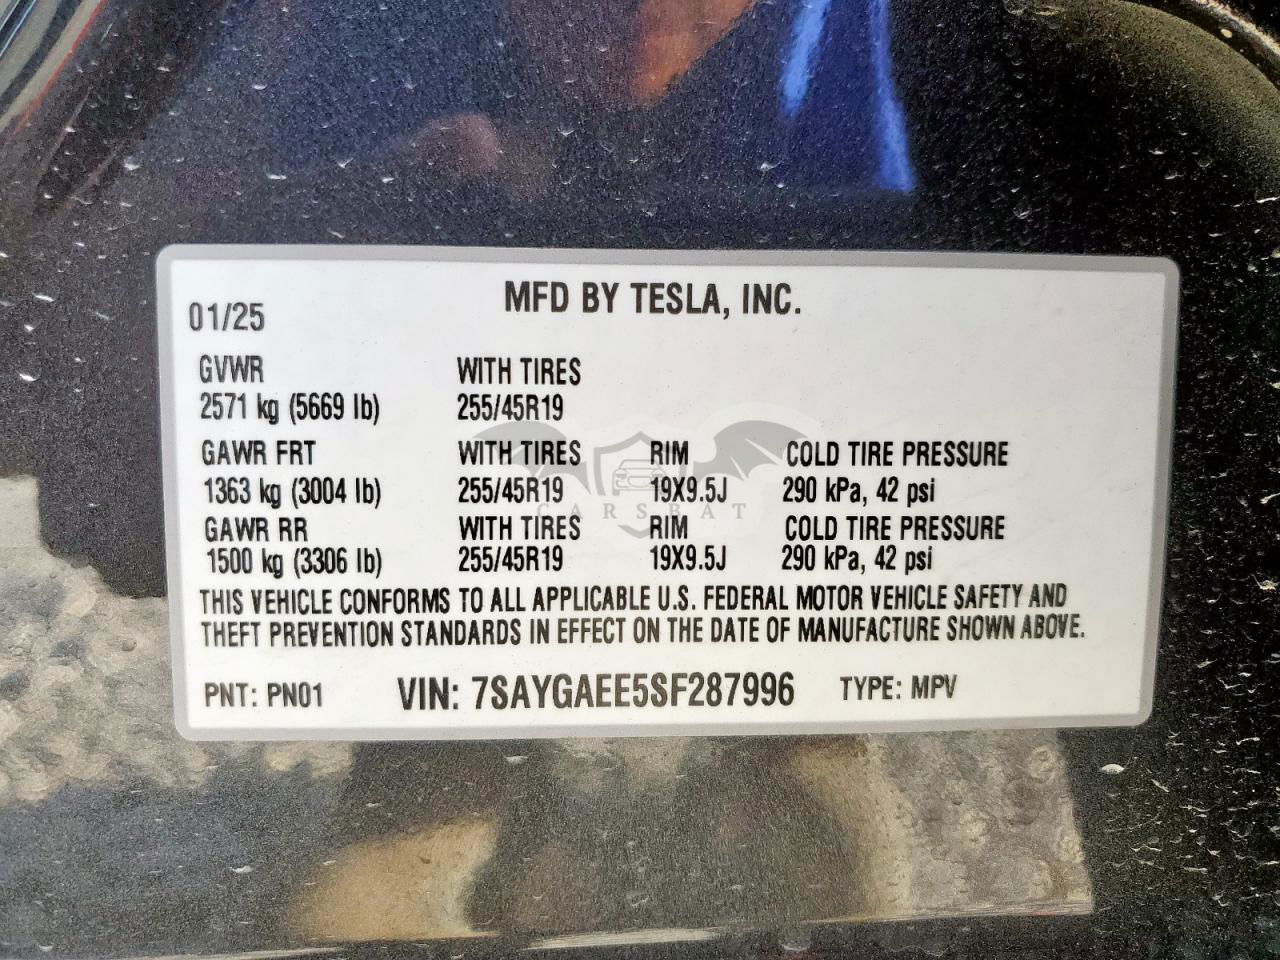 MFD BY TESLA, INC.
01/25
GVWR WITH TIRES
2571 kg (5669 lb) 255/45R19
GAWR FRT WITH TIRES RIM COLD TIRE PRESSURE
1363 kg (3004 lb) 255/45R19 19X9.5J 290 kPa, 42 psi
CARSBAT
GAWR RR WITH TIRES RIM COLD TIRE PRESSURE
1500 kg (3306 lb) 255/45R19 19X9.5J 290 kPa, 42 psi
THIS VEHICLE CONFORMS TO ALL APPLICABLE U.S. FEDERAL MOTOR VEHICLE SAFETY AND
THEFT PREVENTION STANDARDS IN EFFECT ON THE DATE OF MANUFACTURE SHOWN ABOVE.
PNT: PN01 VIN: 7SAYGAEE5SF287996 TYPE: MPV